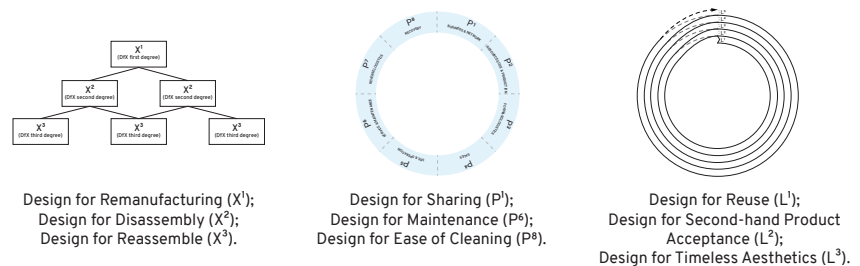 X¹
(DfX first degree)
X²
(DfX second degree)
X²
(DfX second degree)
X³
(DfX third degree)
X³
(DfX third degree)
X³
(DfX third degree)
Design for Remanufacturing (X¹);
Design for Disassembly (X²);
Design for Reassemble (X³).
P¹
P²
P³
P⁴
P⁵
P⁶
P⁷
P⁸
Design for Sharing (P¹);
Design for Maintenance (P⁶);
Design for Ease of Cleaning (P⁸).
L¹
Design for Reuse (L¹);
Design for Second-hand Product
Acceptance (L²);
Design for Timeless Aesthetics (L³).